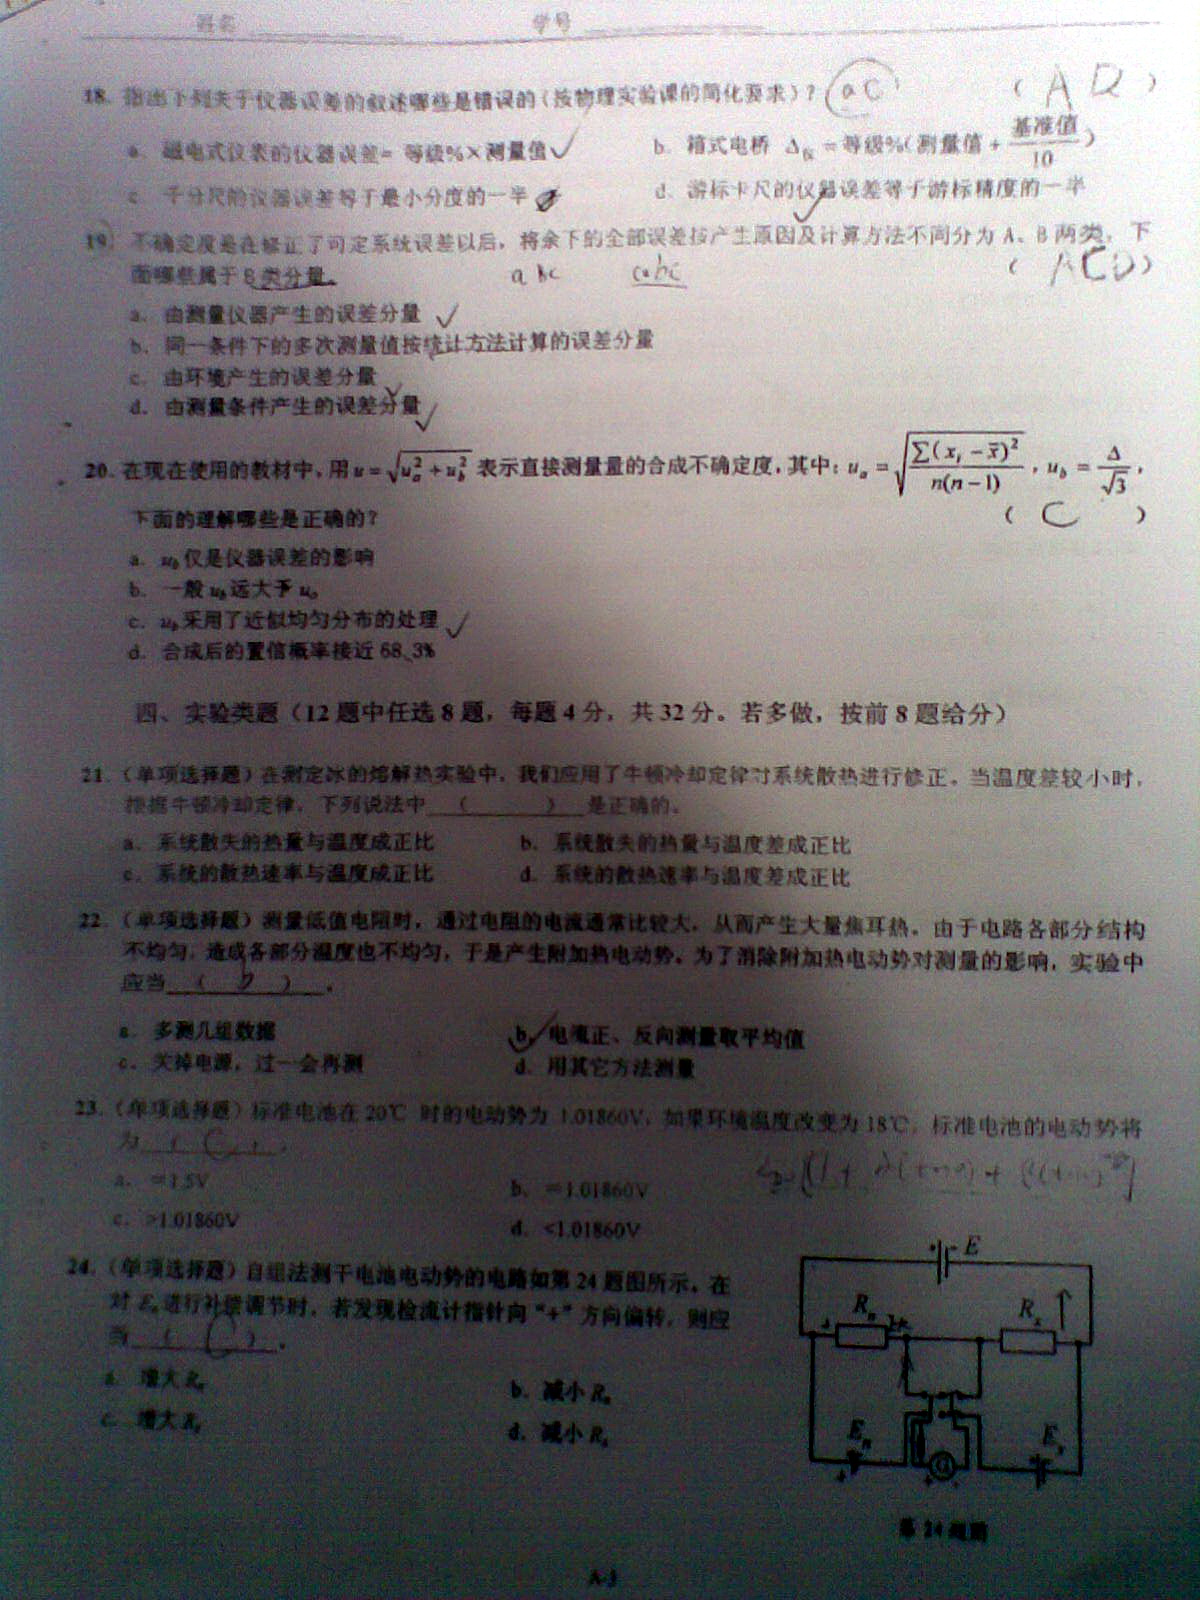 姓名 学号
18. 指出下列关于仪器误差的叙述哪些是错误的（按物理实验课的简化要求）？ ac ( A D )
a. 磁电式仪表的仪器误差= 等级%×测量值 ✓ b. 箱式电桥 Δ仪 =等级%(测量值 + 基准值/10)
c. 千分尺的仪器误差等于最小分度的一半 d. 游标卡尺的仪器误差等于游标精度的一半
19. 不确定度是在修正了可定系统误差以后，将余下的全部误差按产生原因及计算方法不同分为 A、B 两类，下
面哪些属于 B 类分量。 abc ( ACD )
a. 由测量仪器产生的误差分量 ✓
b. 同一条件下的多次测量值按统计方法计算的误差分量
c. 由环境产生的误差分量 ✓
d. 由测量条件产生的误差分量 ✓
20. 在现在使用的教材中，用 u=√(u_a²+u_b²) 表示直接测量量的合成不确定度，其中：u_a = √(∑(x_i −x̄)²/n(n−1))，u_b = Δ/√3，
下面的理解哪些是正确的？ ( C )
a. u_b 仅是仪器误差的影响
b. 一般 u_b 远大于 u_a
c. u_b 采用了近似均匀分布的处理 ✓
d. 合成后的置信概率接近 68.3%
四、实验类题（12 题中任选 8 题，每题 4 分，共 32 分。若多做，按前 8 题给分）
21.（单项选择题）在测定冰的熔解热实验中，我们应用了牛顿冷却定律对系统散热进行修正。当温度差较小时，
根据牛顿冷却定律，下列说法中 （ ） 是正确的。
a. 系统散失的热量与温度成正比 b. 系统散失的热量与温度差成正比
c. 系统的散热速率与温度成正比 d. 系统的散热速率与温度差成正比
22.（单项选择题）测量低值电阻时，通过电阻的电流通常比较大，从而产生大量焦耳热。由于电路各部分结构
不均匀，造成各部分温度也不均匀，于是产生附加热电动势。为了消除附加热电动势对测量的影响，实验中
应当 （ b ） 。
a. 多测几组数据 b. 电流正、反向测量取平均值
c. 关掉电源，过一会再测 d. 用其它方法测量
23.（单项选择题）标准电池在 20℃ 时的电动势为 1.01860V，如果环境温度改变为 18℃，标准电池的电动势将
为 （ C ） 。
a. =1.5V b. =1.01860V
c. >1.01860V d. <1.01860V
24.（单项选择题）自组法测干电池电动势的电路如第 24 题图所示，在
对 E_n 进行补偿调节时，若发现检流计指针向“+”方向偏转，则应
当 （ C ） 。
a. 增大 R_n b. 减小 R_n
c. 增大 R_x d. 减小 R_x
E
R_n R_x
E_n G E_x
第 24 题图
A-3